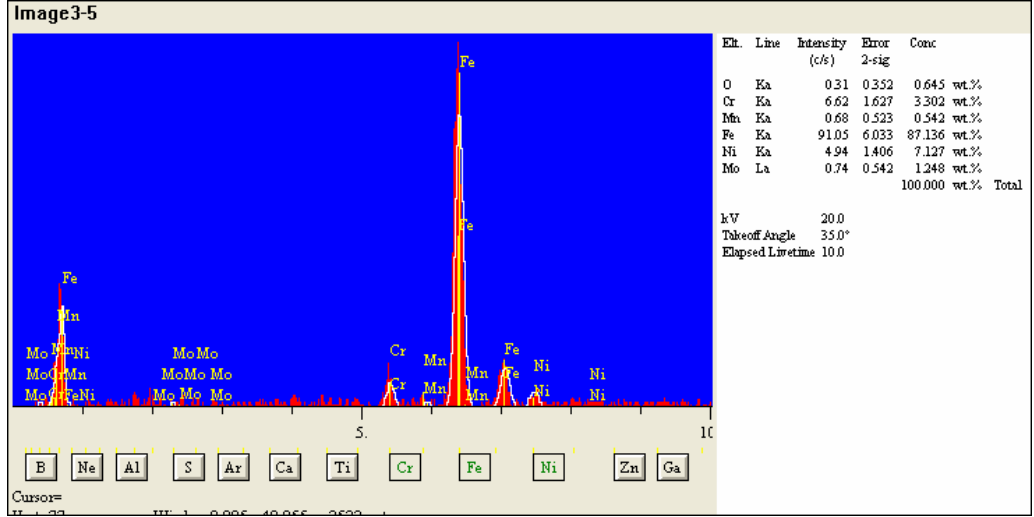 Image3-5
Elt. Line Intensity Error Conc
(c/s) 2-sig
O Ka 0.31 0.352 0.645 wt.%
Cr Ka 6.62 1.627 3.302 wt.%
Mn Ka 0.68 0.523 0.542 wt.%
Fe Ka 91.05 6.033 87.136 wt.%
Ni Ka 4.94 1.406 7.127 wt.%
Mo La 0.74 0.542 1.248 wt.%
100.000 wt.% Total
kV 20.0
Takeoff Angle 35.0°
Elapsed Livetime 10.0
Fe
Fe
Fe
Mn
Mo Mn Ni Mo Mo Cr Mn Fe Ni
Mo Cr Mn Mo Mo Mo Cr Mn Mn Fe Ni
Mo Cr Fe Ni Mo Mo Mo Mn Ni Ni
5. 10
B Ne Al S Ar Ca Ti Cr Fe Ni Zn Ga
Cursor=